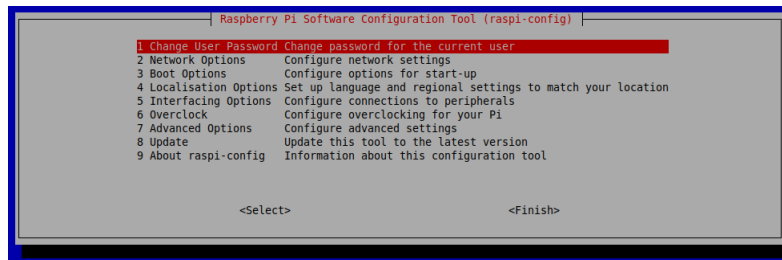 Raspberry Pi Software Configuration Tool (raspi-config)
1 Change User Password Change password for the current user
2 Network Options Configure network settings
3 Boot Options Configure options for start-up
4 Localisation Options Set up language and regional settings to match your location
5 Interfacing Options Configure connections to peripherals
6 Overclock Configure overclocking for your Pi
7 Advanced Options Configure advanced settings
8 Update Update this tool to the latest version
9 About raspi-config Information about this configuration tool
<Select> <Finish>